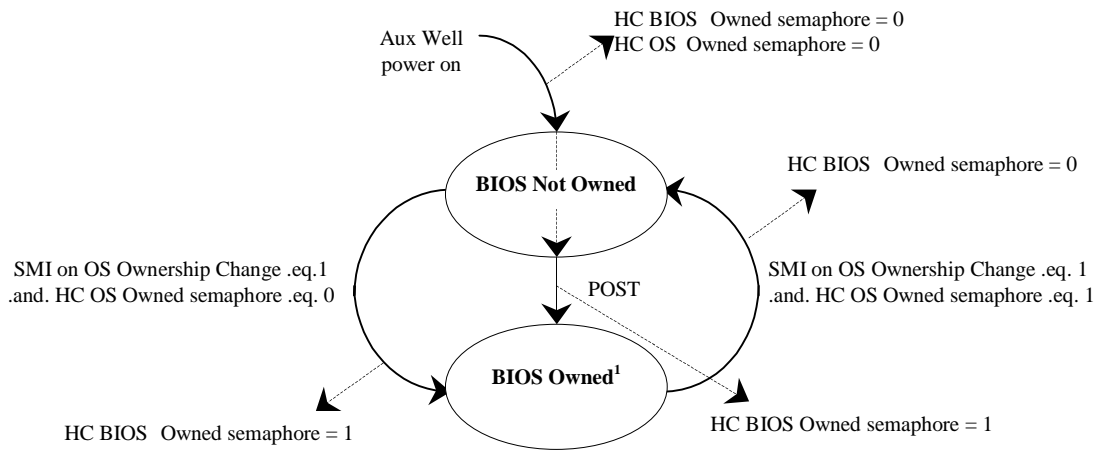 HC BIOS Owned semaphore = 0
HC OS Owned semaphore = 0
Aux Well
power on
HC BIOS Owned semaphore = 0
BIOS Not Owned
SMI on OS Ownership Change .eq.1
.and. HC OS Owned semaphore .eq. 0
SMI on OS Ownership Change .eq. 1
.and. HC OS Owned semaphore .eq. 1
POST
BIOS Owned¹
HC BIOS Owned semaphore = 1
HC BIOS Owned semaphore = 1